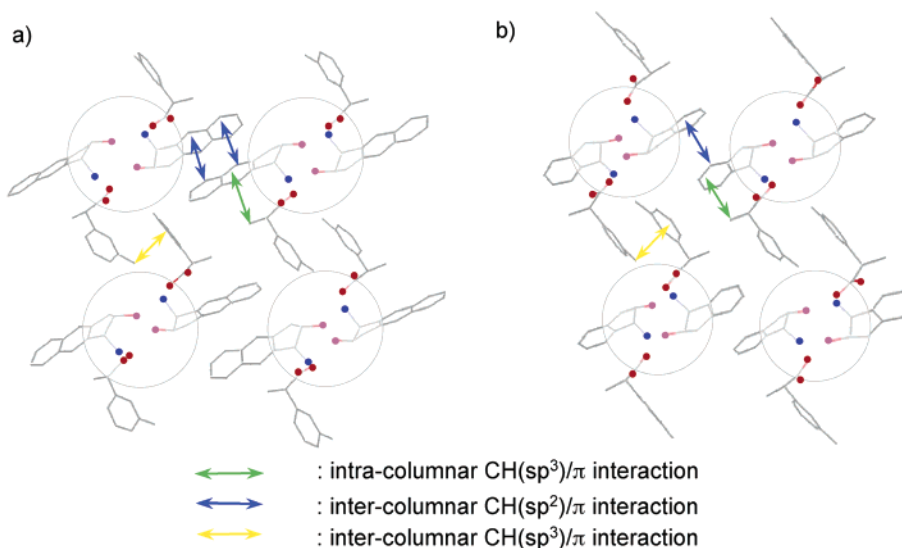 a)
b)
: intra-columnar CH(sp³)/π interaction
: inter-columnar CH(sp²)/π interaction
: inter-columnar CH(sp³)/π interaction